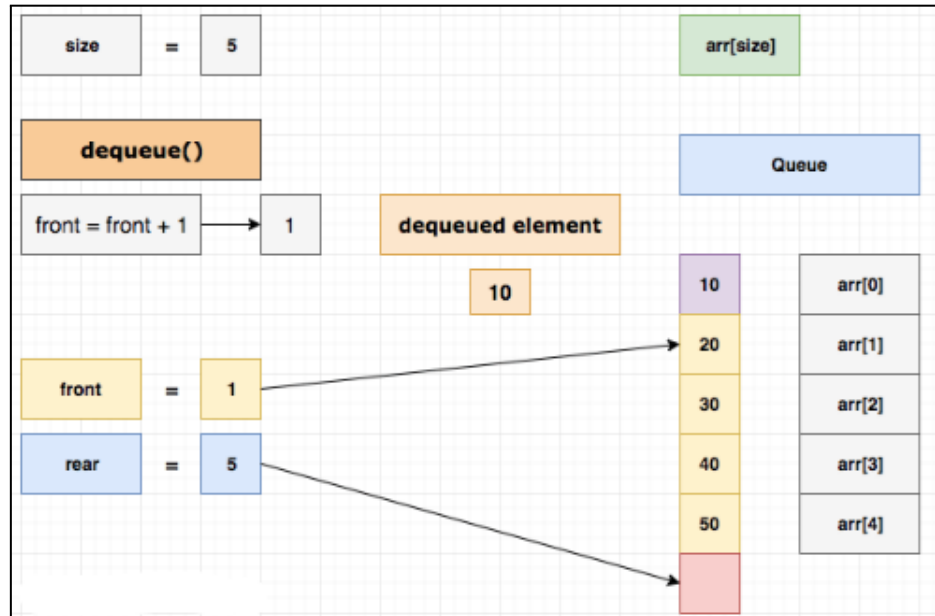 size = 5 arr[size]
dequeue()
Queue
front = front + 1 1 dequeued element
10 10 arr[0]
20 arr[1]
front = 1
30 arr[2]
rear = 5 40 arr[3]
50 arr[4]